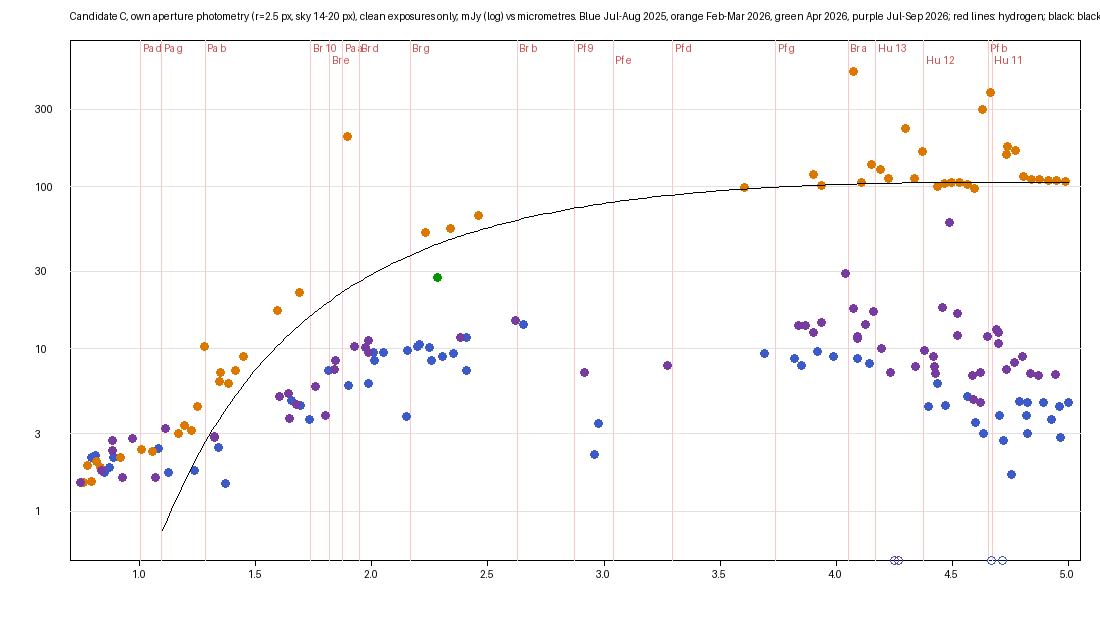 Candidate C, own aperture photometry (r=2.5 px, sky 14-20 px), clean exposures only; mJy (log) vs micrometres. Blue Jul-Aug 2025, orange Feb-Mar 2026, green Apr 2026, purple Jul-Sep 2026; red lines: hydrogen; black: black
Pa d Pa g Pa b Br 10 Pa a Br d Br g Br b Pf 9 Pf d Pf g Br a Hu 13 Pf b
Br e Pf e Hu 12 Hu 11
300
100
30
10
3
1
1.0 1.5 2.0 2.5 3.0 3.5 4.0 4.5 5.0